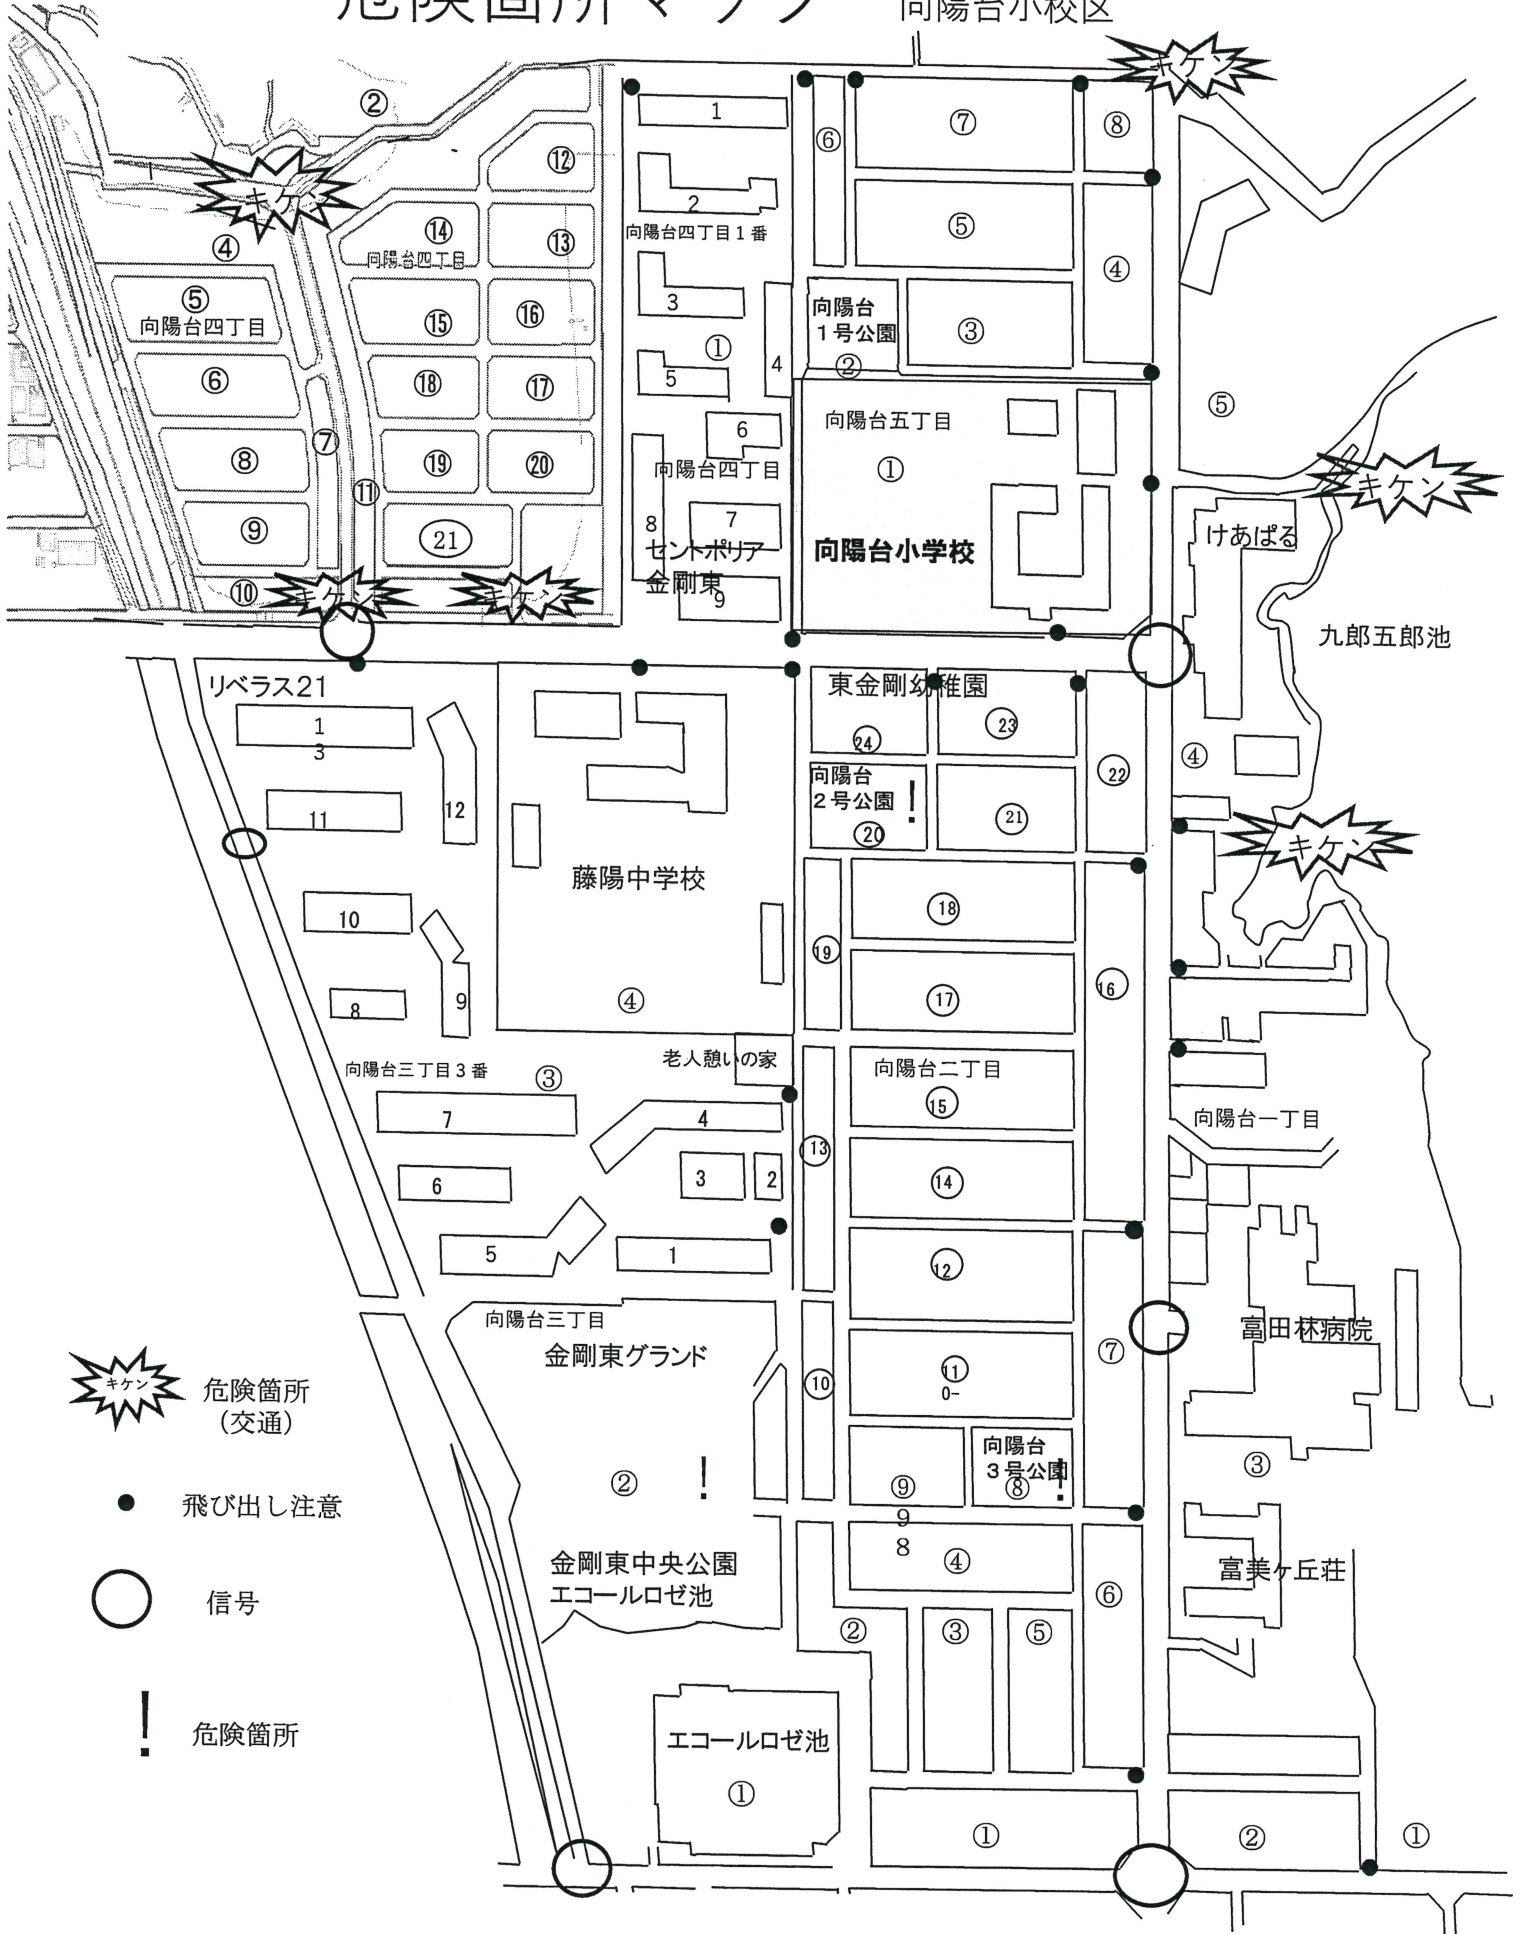 危険箇所マップ 向陽台小校区
キケン
②
1
⑥
⑦
⑧
⑫
キケン
2
向陽台四丁目1番
⑭
向陽台四丁目
⑬
⑤
④
④
⑤
向陽台四丁目
⑮
⑯
3
向陽台
1号公園
②
③
①
4
5
⑥
⑱
⑰
⑤
6
向陽台五丁目
①
⑦
⑧
⑲
⑳
向陽台四丁目
キケン
⑪
⑨
21
8
7
セントポリア
金剛東
9
向陽台小学校
けあぱる
⑩
キケン
キケン
九郎五郎池
リベラス21
1
3
12
11
東金剛幼稚園
24
23
22
④
向陽台
2号公園
!
20
21
キケン
藤陽中学校
10
18
19
17
16
8
9
④
老人憩いの家
向陽台三丁目3番
③
向陽台二丁目
15
7
4
向陽台一丁目
13
6
3
2
14
5
1
12
向陽台三丁目
金剛東グランド
富田林病院
⑦
10
11
0-
キケン
危険箇所
(交通)
②
!
向陽台
3号公園
⑧
!
⑨
9
8
③
飛び出し注意
金剛東中央公園
エコールロゼ池
④
⑥
富美ヶ丘荘
信号
②
③
⑤
!
危険箇所
エコールロゼ池
①
①
②
①